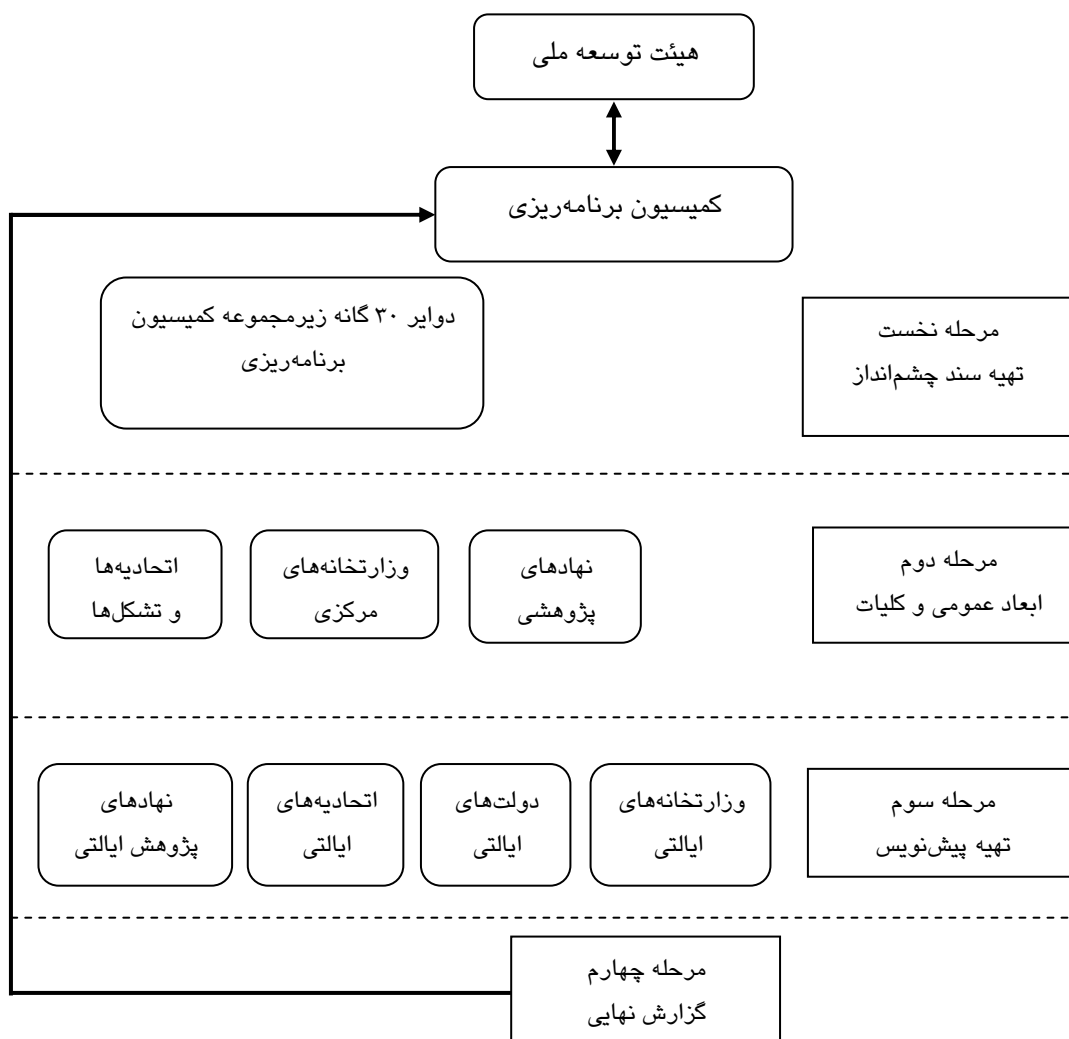 هیئت توسعه ملی
کمیسیون برنامه‌ریزی
دوایر ۳۰ گانه زیرمجموعه کمیسیون
برنامه‌ریزی
مرحله نخست
تهیه سند چشم‌انداز
مرحله دوم
ابعاد عمومی و کلیات
نهادهای
پژوهشی
وزارتخانه‌های
مرکزی
اتحادیه‌ها
و تشکل‌ها
مرحله سوم
تهیه پیش‌نویس
وزارتخانه‌های
ایالتی
دولت‌های
ایالتی
اتحادیه‌های
ایالتی
نهادهای
پژوهش ایالتی
مرحله چهارم
گزارش نهایی